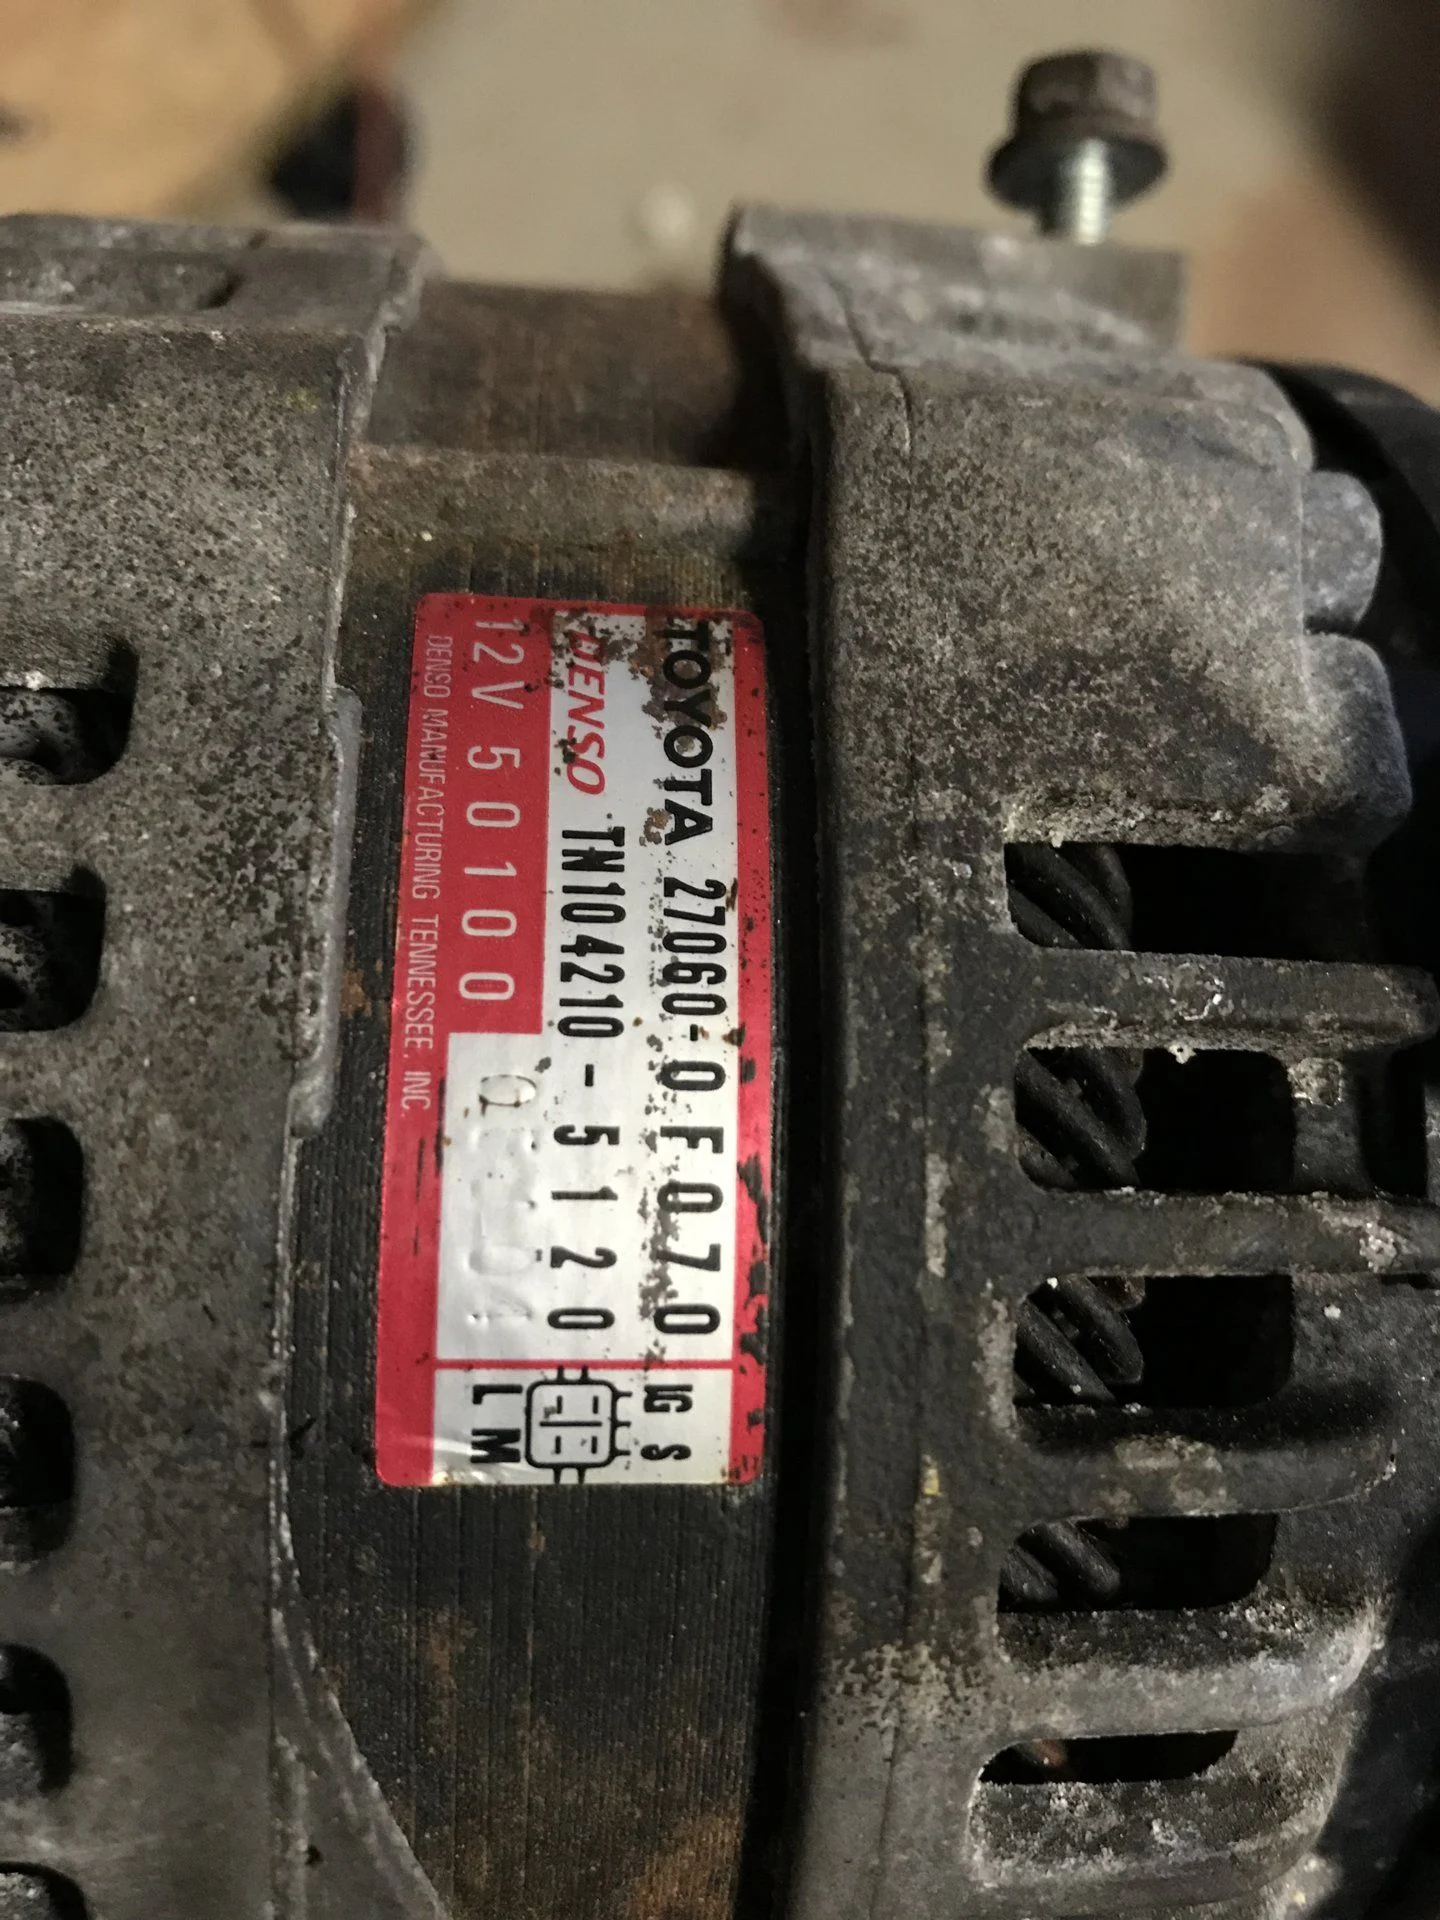 TOYOTA 27060-0F070
DENSO TN104210-5120
12V 50100
DENSO MANUFACTURING TENNESSEE, INC.
IG S
L M